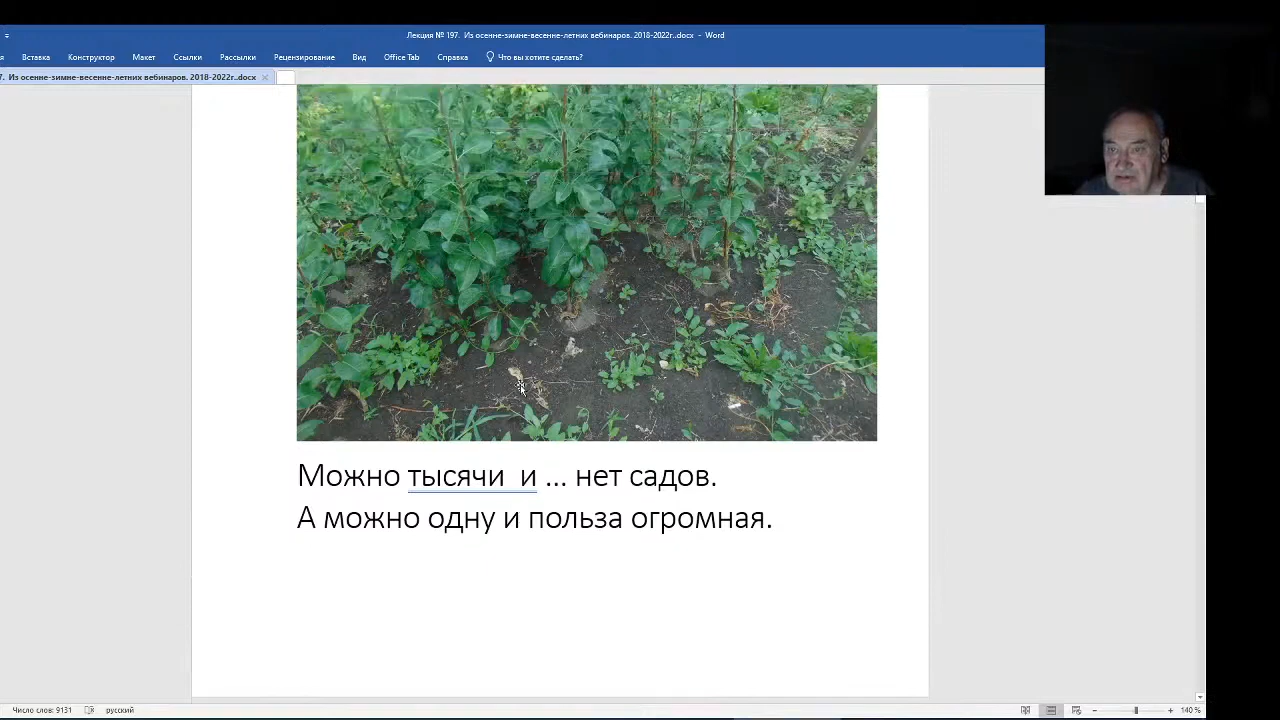 Лекция № 197.  Из осенне-зимне-весенне-летних вебинаров. 2018-2022г..docx  -  Word
Вставка Конструктор Макет Ссылки Рассылки Рецензирование Вид Office Tab Справка Что вы хотите сделать?
7.  Из осенне-зимне-весенне-летних вебинаров. 2018-2022г..docx
Можно тысячи  и ... нет садов.
А можно одну и польза огромная.
Число слов: 9131 русский 140 %